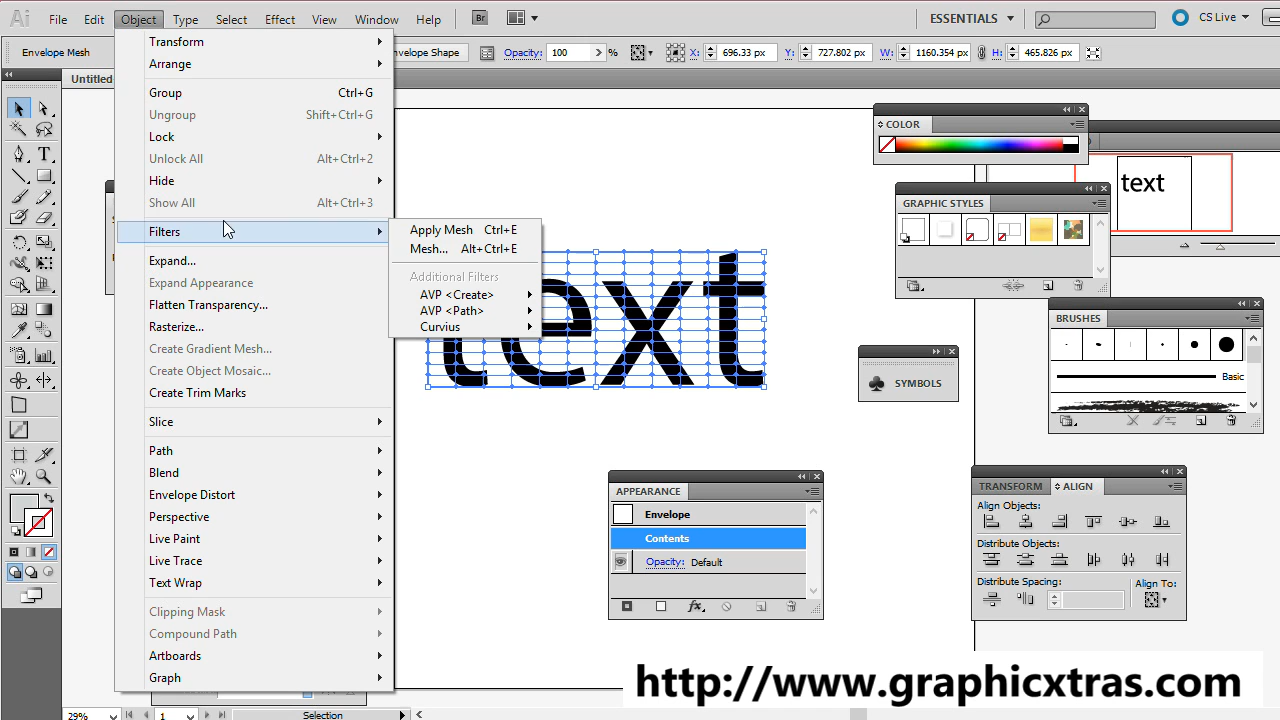 Ai File Edit Object Type Select Effect View Window Help Br ESSENTIALS CS Live
Envelope Mesh
nvelope Shape
Opacity: 100 % X: 696.33 px Y: 727.802 px W: 1160.354 px H: 465.826 px
Untitled
Transform
Arrange
Group Ctrl+G
Ungroup Shift+Ctrl+G
Lock
Unlock All Alt+Ctrl+2
Hide
Show All Alt+Ctrl+3
Filters
Expand...
Expand Appearance
Flatten Transparency...
Rasterize...
Create Gradient Mesh...
Create Object Mosaic...
Create Trim Marks
Slice
Path
Blend
Envelope Distort
Perspective
Live Paint
Live Trace
Text Wrap
Clipping Mask
Compound Path
Artboards
Graph
Apply Mesh Ctrl+E
Mesh... Alt+Ctrl+E
Additional Filters
AVP <Create>
AVP <Path>
Curvius
text
COLOR
text
GRAPHIC STYLES
BRUSHES
Basic
SYMBOLS
APPEARANCE
Envelope
Contents
Opacity: Default
TRANSFORM ALIGN
Align Objects:
Distribute Objects:
Distribute Spacing:
Align To:
http://www.graphicxtras.com
29% 1 Selection